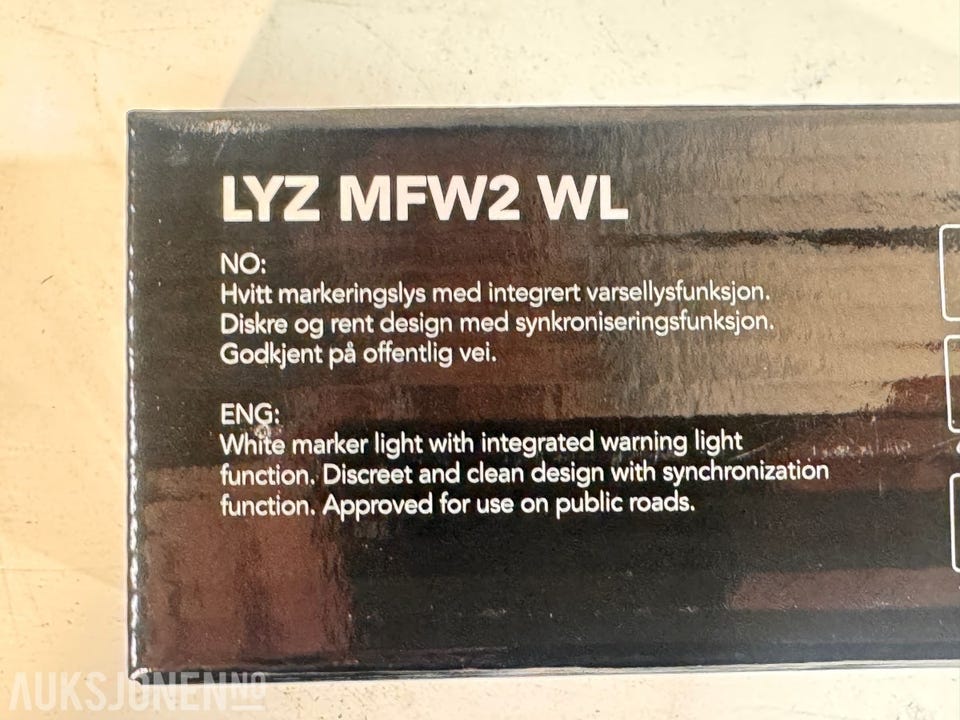 LYZ MFW2 WL
NO:
Hvitt markeringslys med integrert varsellysfunksjon.
Diskre og rent design med synkroniseringsfunksjon.
Godkjent på offentlig vei.
ENG:
White marker light with integrated warning light
function. Discreet and clean design with synchronization
function. Approved for use on public roads.
AUKSJONEN.NO